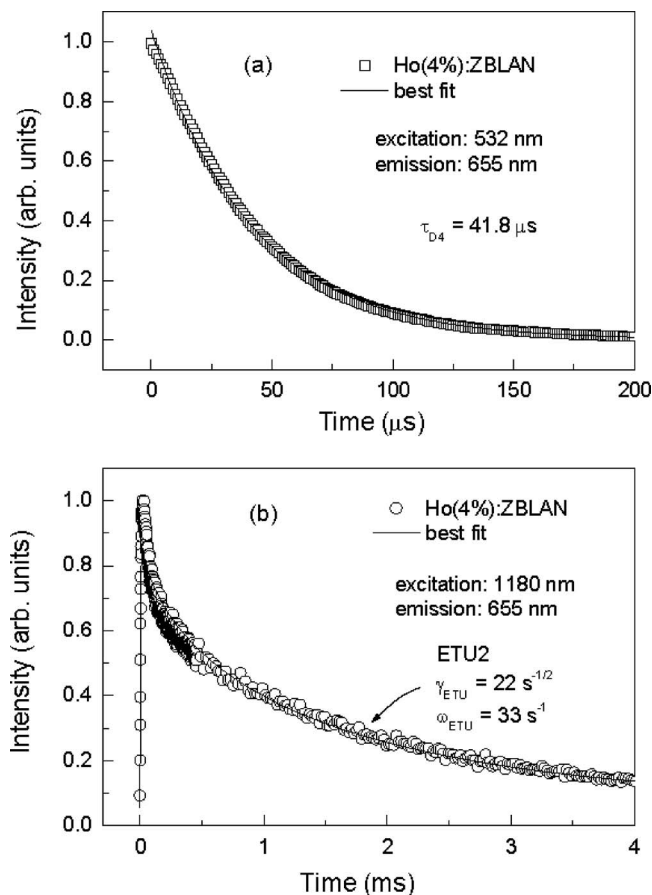 (a)
Ho(4%):ZBLAN
best fit
excitation: 532 nm
emission: 655 nm
τD4 = 41.8 μs
Intensity (arb. units)
1.0
0.8
0.6
0.4
0.2
0.0
0 50 100 150 200
Time (μs)
(b)
Ho(4%):ZBLAN
best fit
excitation: 1180 nm
emission: 655 nm
ETU2
γETU = 22 s-1/2
ωETU = 33 s-1
Intensity (arb. units)
1.0
0.8
0.6
0.4
0.2
0.0
0 1 2 3 4
Time (ms)